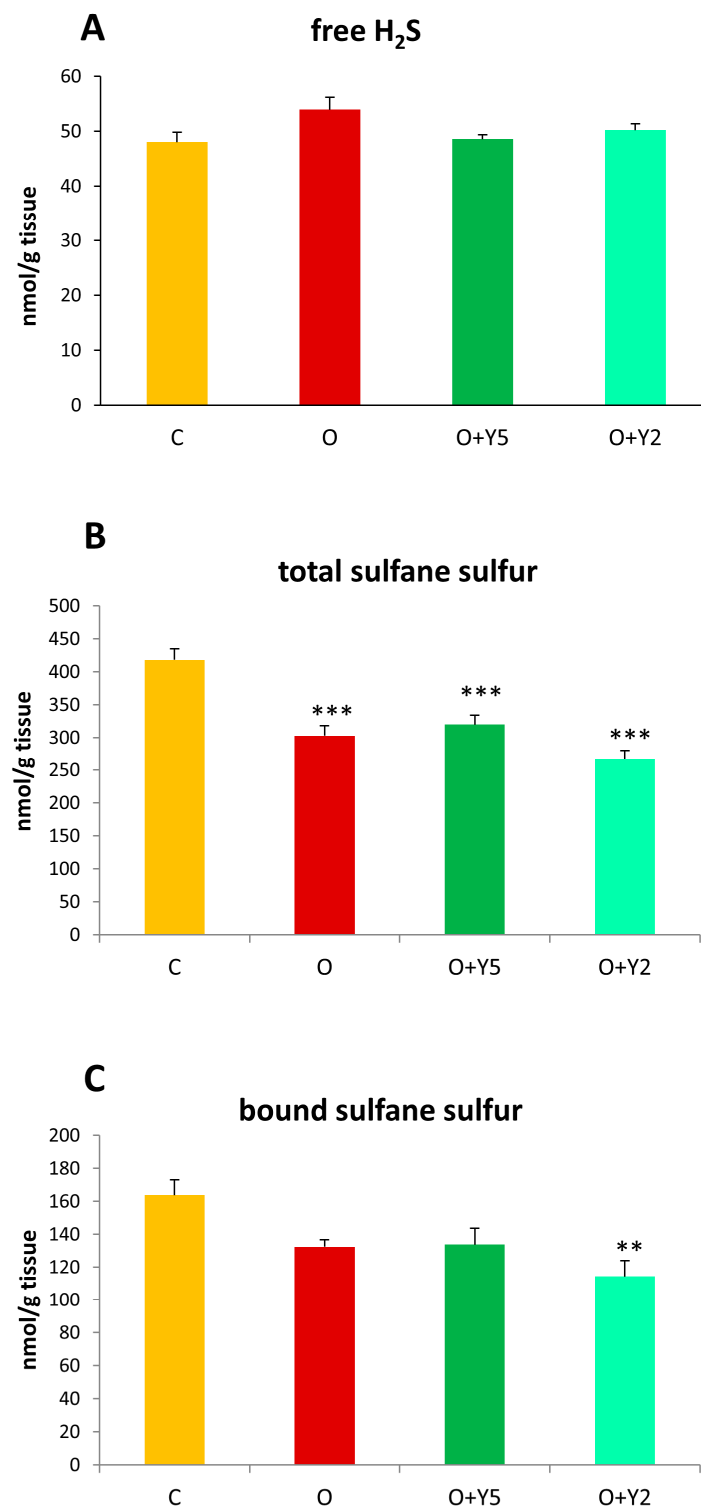 A
free H₂S
60
50
40
30
20
10
0
nmol/g tissue
C O O+Y5 O+Y2
B
total sulfane sulfur
500
450
400
350
300
250
200
150
100
50
0
nmol/g tissue
***
***
***
C O O+Y5 O+Y2
C
bound sulfane sulfur
200
180
160
140
120
100
80
60
40
20
0
nmol/g tissue
**
C O O+Y5 O+Y2